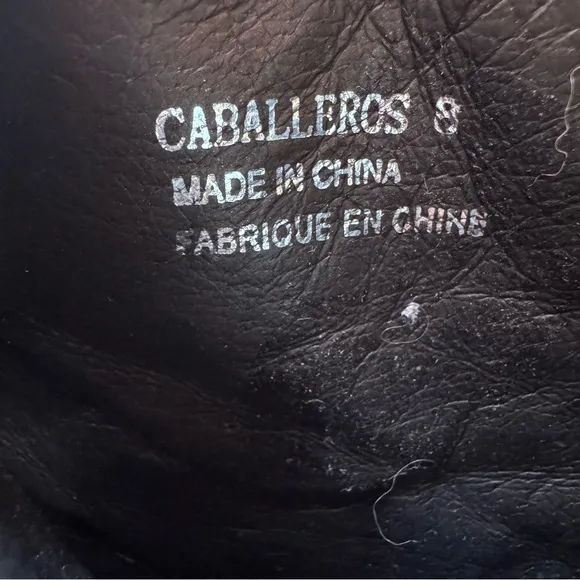 CABALLEROS 8
MADE IN CHINA
FABRIQUE EN CHINE